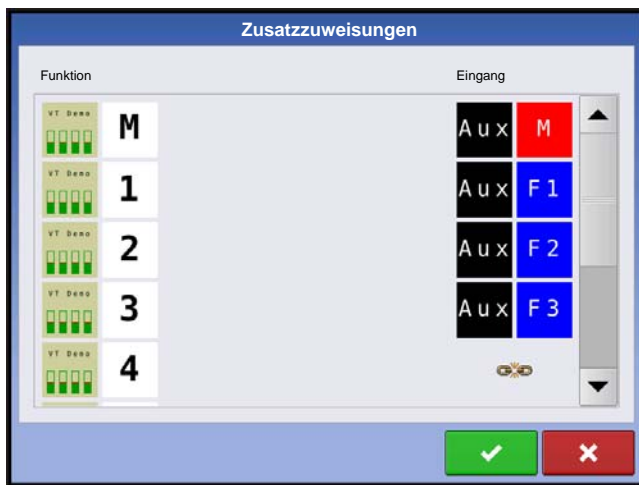 Zusatzzuweisungen
Funktion Eingang
VT Demo M Aux M
VT Demo 1 Aux F1
VT Demo 2 Aux F2
VT Demo 3 Aux F3
VT Demo 4